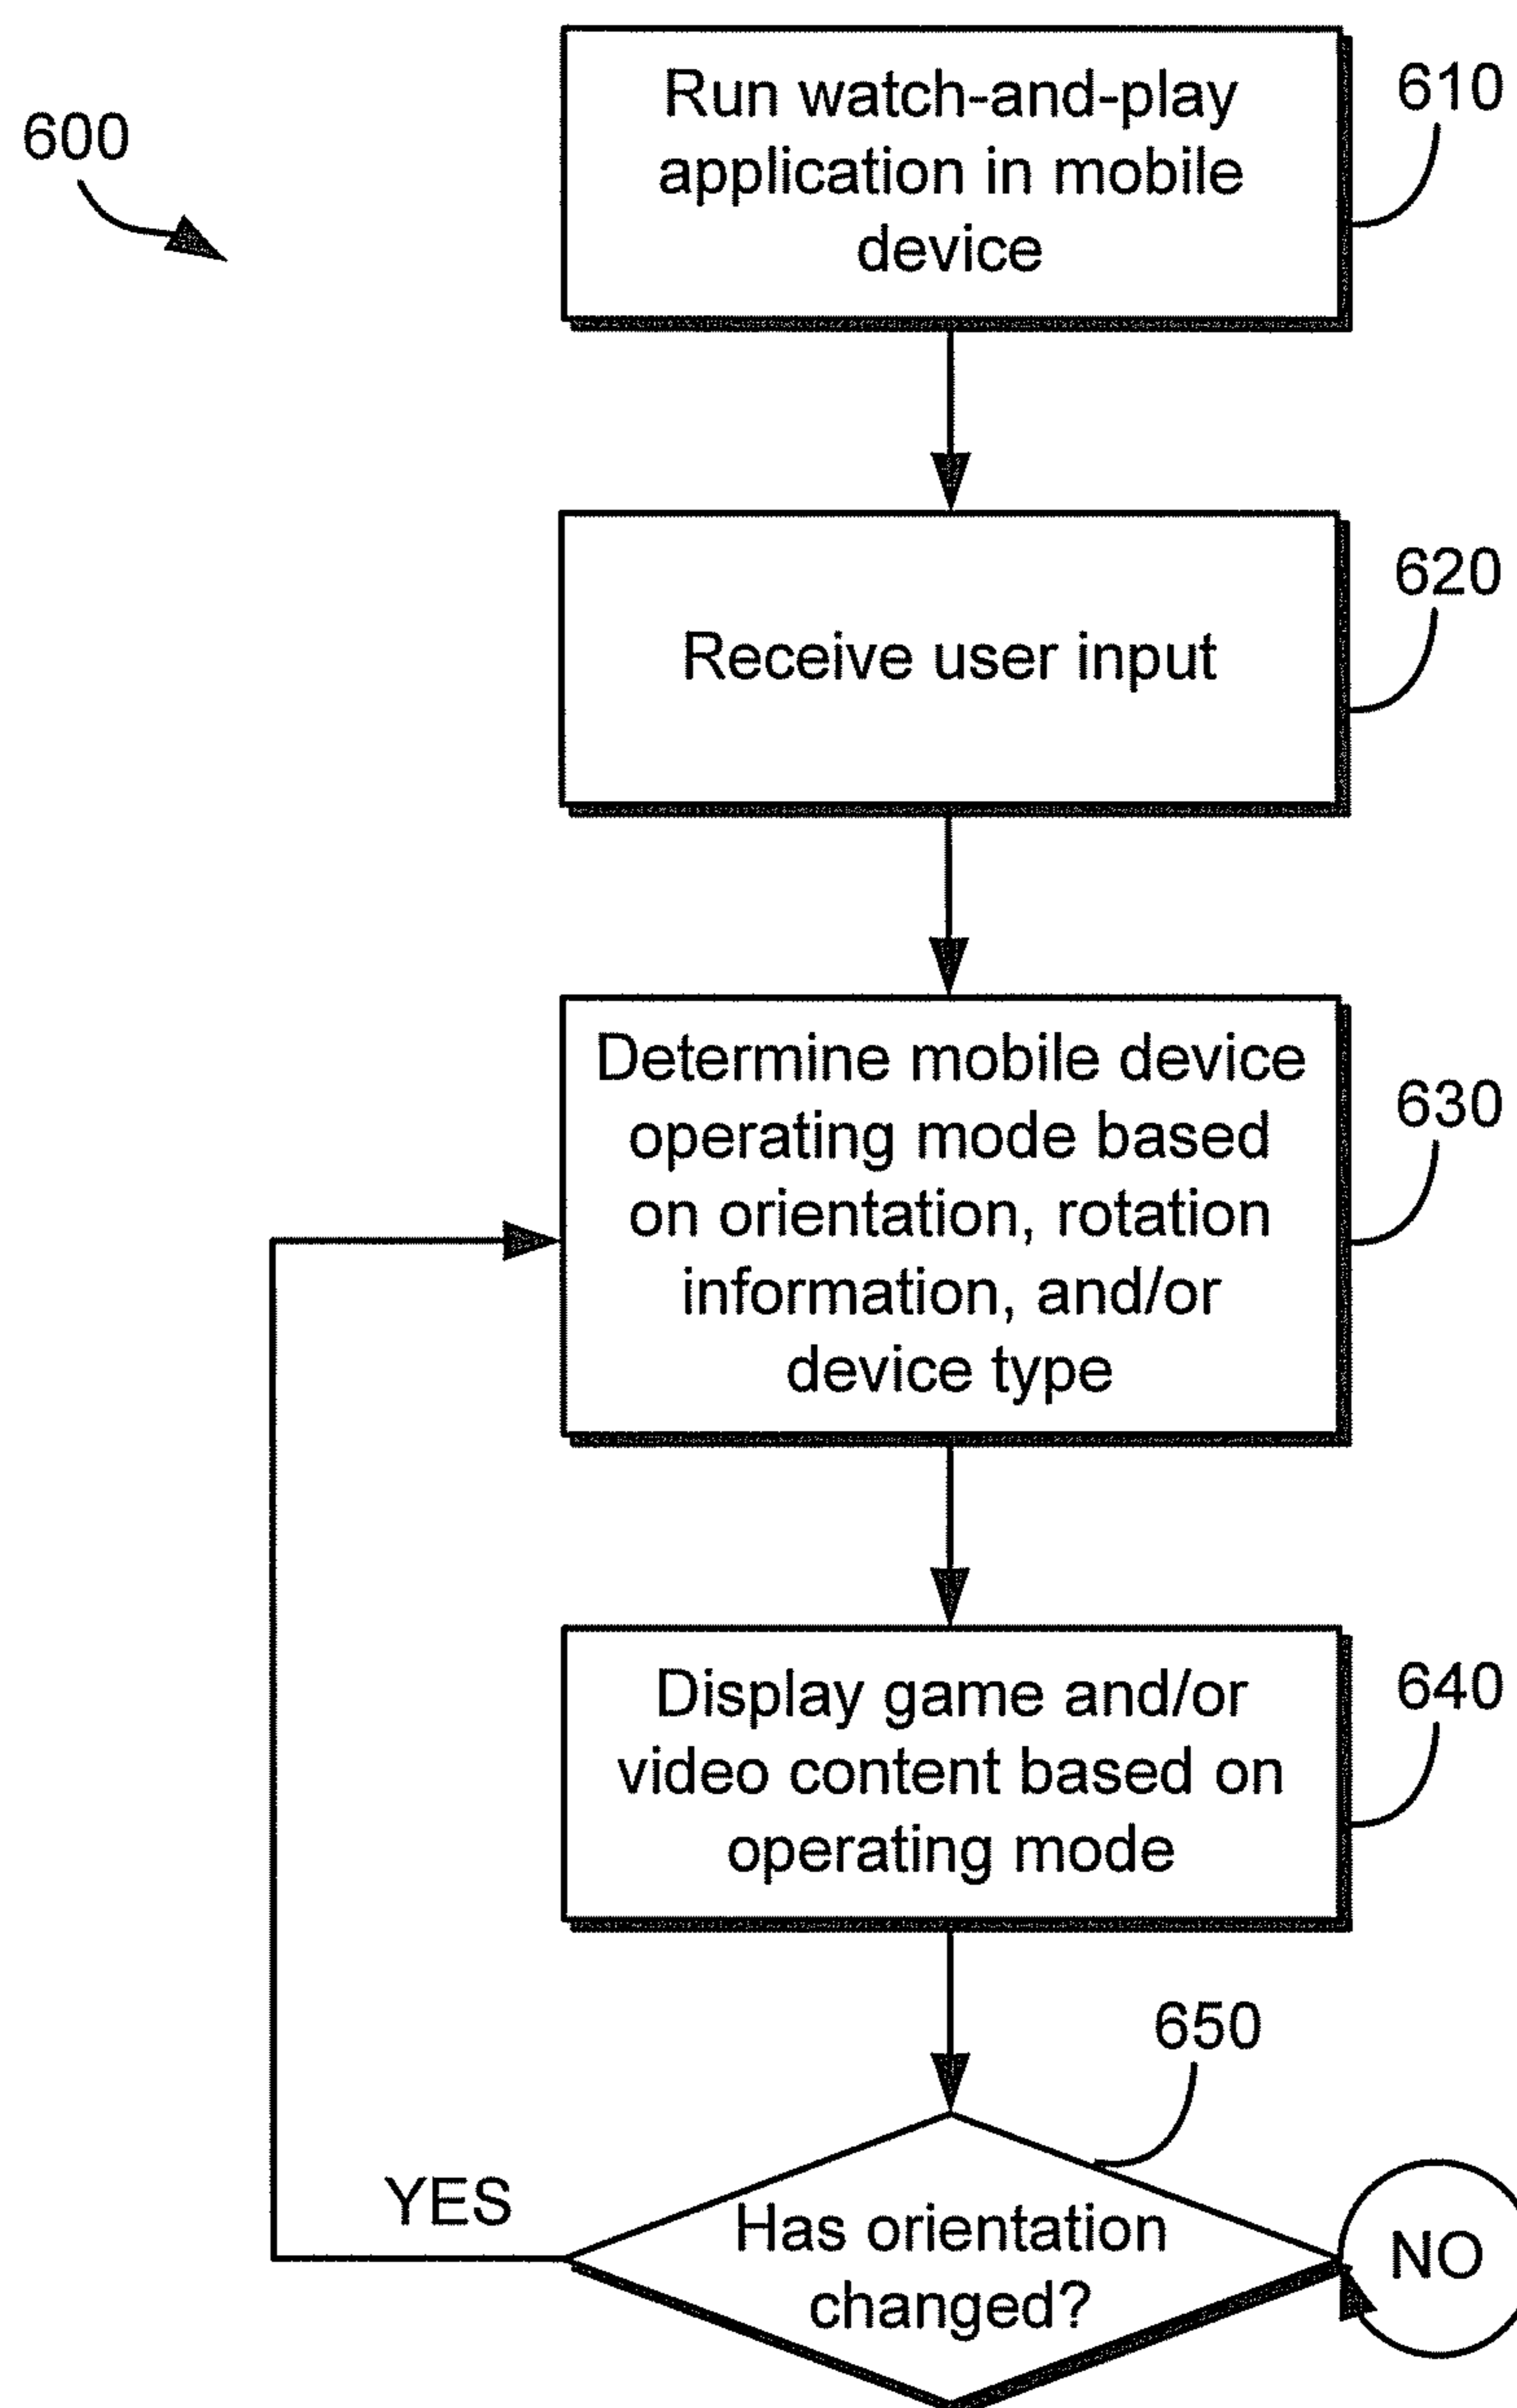 600
Run watch-and-play
application in mobile
device
610
Receive user input
620
Determine mobile device
operating mode based
on orientation, rotation
information, and/or
device type
630
Display game and/or
video content based on
operating mode
640
650
Has orientation
changed?
YES
NO